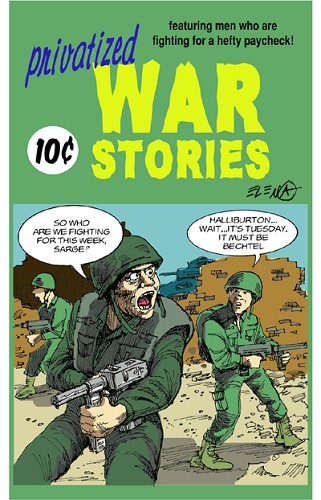 featuring men who are
fighting for a hefty paycheck!
privatized
WAR
STORIES
10¢
ELENA
SO WHO
ARE WE FIGHTING
FOR THIS WEEK,
SARGE?
HALLIBURTON...
WAIT...IT'S TUESDAY.
IT MUST BE
BECHTEL